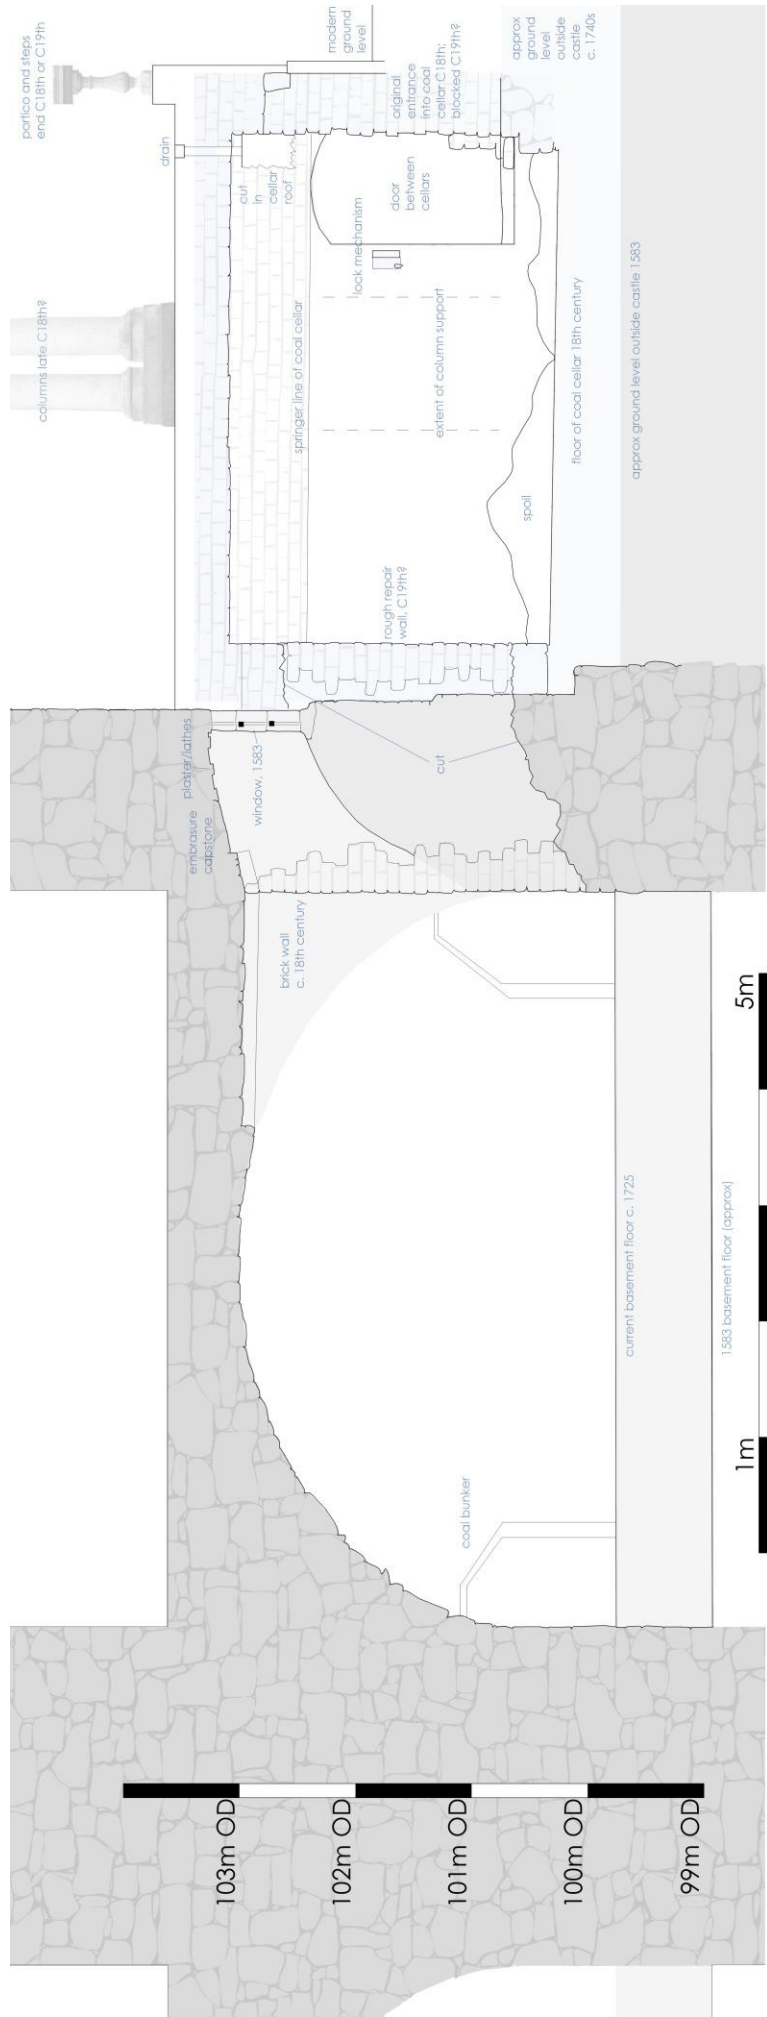 portico and steps
end C18th or C19th
drain
modern
ground
level
approx
ground
level
outside
castle
c. 1740s
original
entrance
into coal
cellar C18th;
blocked C19th?
cut
in
cellar
roof
door
between
cellars
lock mechanism
columns late C18th?
springer line of coal cellar
extent of column support
floor of coal cellar 18th century
approx ground level outside castle 1583
spoil
rough repair
wall, C19th?
plaster/lathes
window, 1583
cut
embrasure
capstone
brick wall
c. 18th century
5m
current basement floor c. 1725
1583 basement floor (approx)
coal bunker
1m
103m OD
102m OD
101m OD
100m OD
99m OD